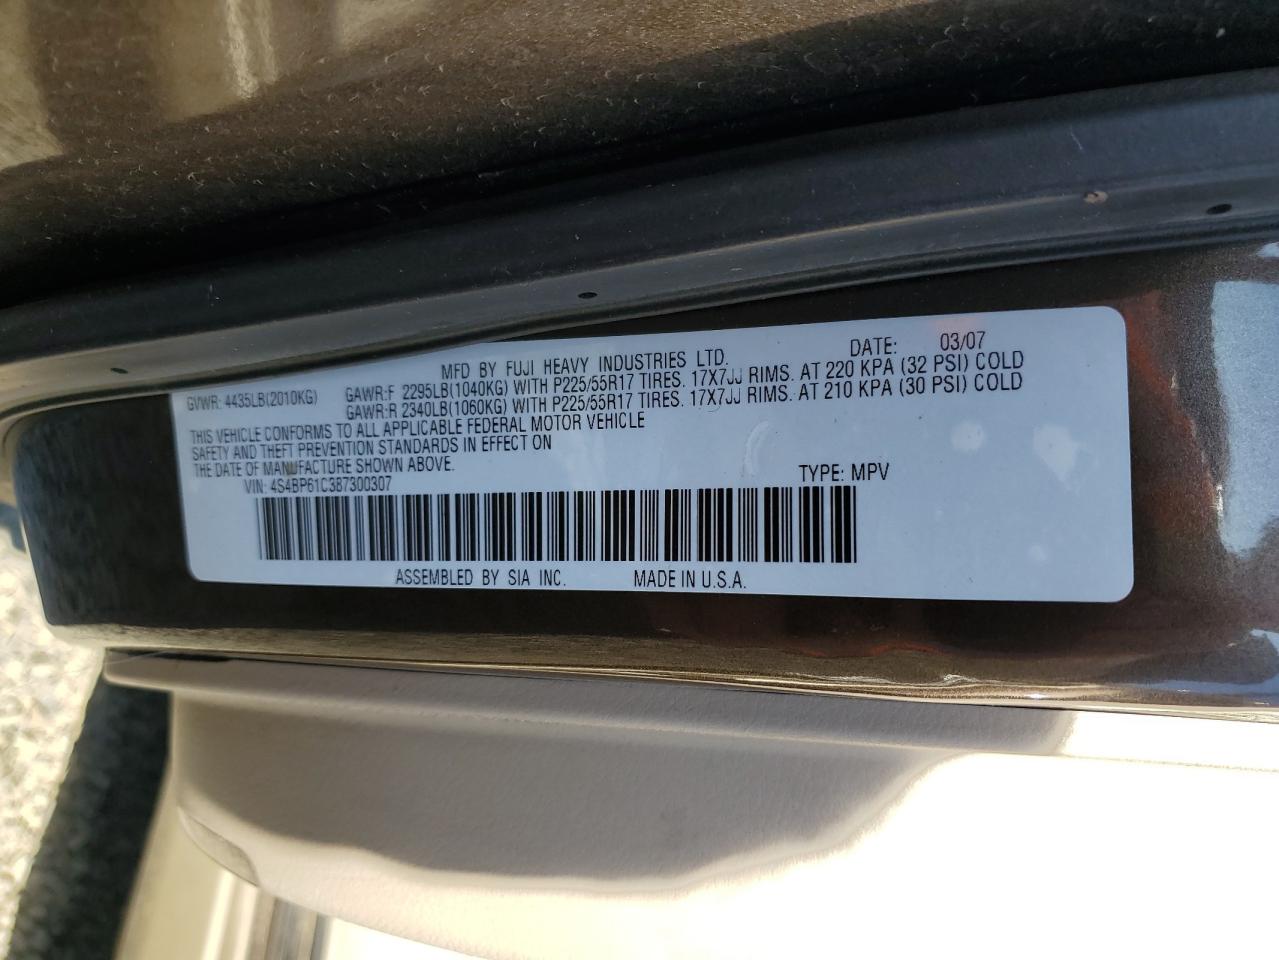 MFD BY FUJI HEAVY INDUSTRIES LTD. DATE: 03/07
GVWR: 4435LB(2010KG) GAWR:F 2295LB(1040KG) WITH P225/55R17 TIRES. 17X7JJ RIMS. AT 220 KPA (32 PSI) COLD
GAWR:R 2340LB(1060KG) WITH P225/55R17 TIRES. 17X7JJ RIMS. AT 210 KPA (30 PSI) COLD
THIS VEHICLE CONFORMS TO ALL APPLICABLE FEDERAL MOTOR VEHICLE
SAFETY AND THEFT PREVENTION STANDARDS IN EFFECT ON
THE DATE OF MANUFACTURE SHOWN ABOVE.
VIN: 4S4BP61C387300307 TYPE: MPV
ASSEMBLED BY SIA INC. MADE IN U.S.A.